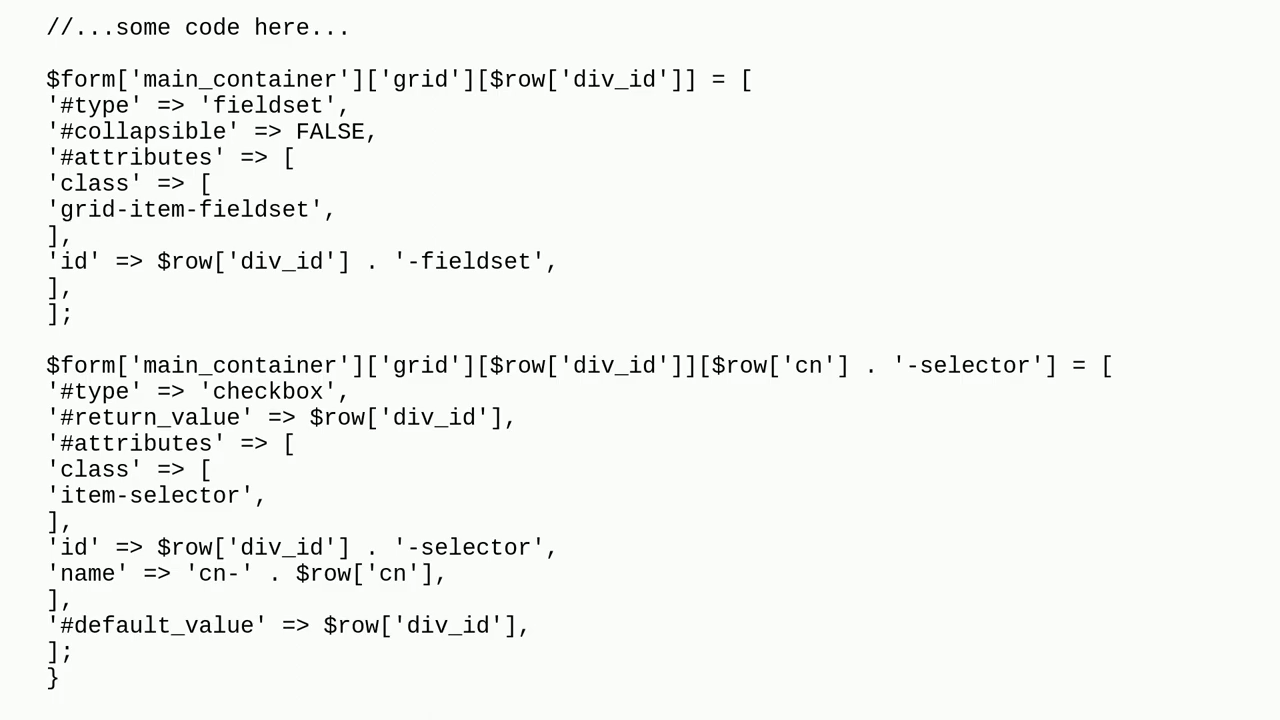 //...some code here...
$form['main_container']['grid'][$row['div_id']] = [
'#type' => 'fieldset',
'#collapsible' => FALSE,
'#attributes' => [
'class' => [
'grid-item-fieldset',
],
'id' => $row['div_id'] . '-fieldset',
],
];
$form['main_container']['grid'][$row['div_id']][$row['cn'] . '-selector'] = [
'#type' => 'checkbox',
'#return_value' => $row['div_id'],
'#attributes' => [
'class' => [
'item-selector',
],
'id' => $row['div_id'] . '-selector',
'name' => 'cn-' . $row['cn'],
],
'#default_value' => $row['div_id'],
];
}